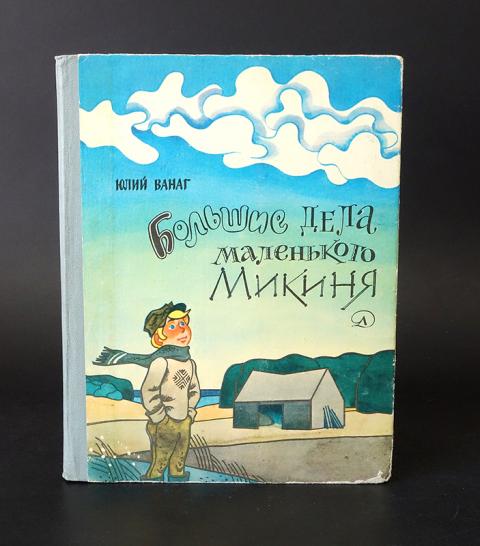 ЮЛИЙ ВАНАГ
Большие дела
маленького
Микиня
Д